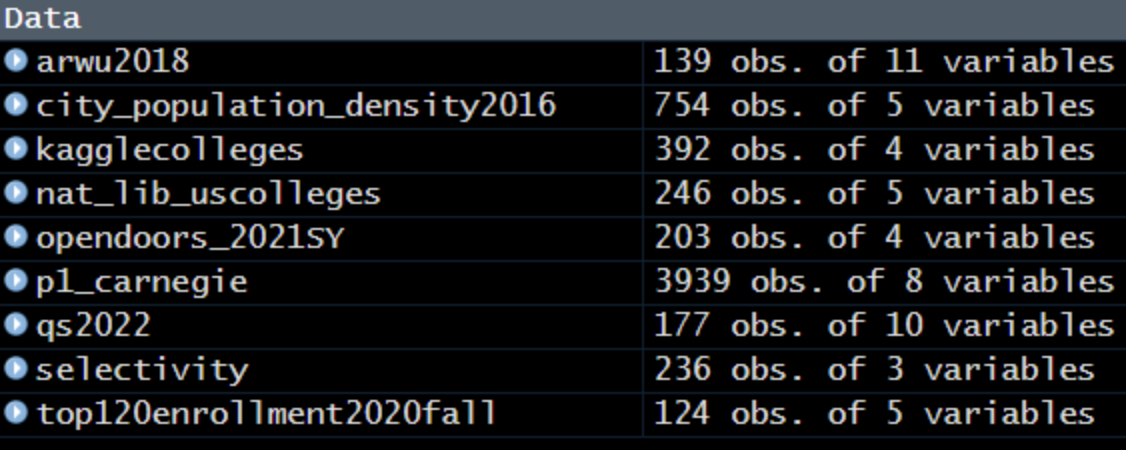 Data
arwu2018 139 obs. of 11 variables
city_population_density2016 754 obs. of 5 variables
kagglecolleges 392 obs. of 4 variables
nat_lib_uscolleges 246 obs. of 5 variables
opendoors_2021SY 203 obs. of 4 variables
p1_carnegie 3939 obs. of 8 variables
qs2022 177 obs. of 10 variables
selectivity 236 obs. of 3 variables
top120enrollment2020fall 124 obs. of 5 variables